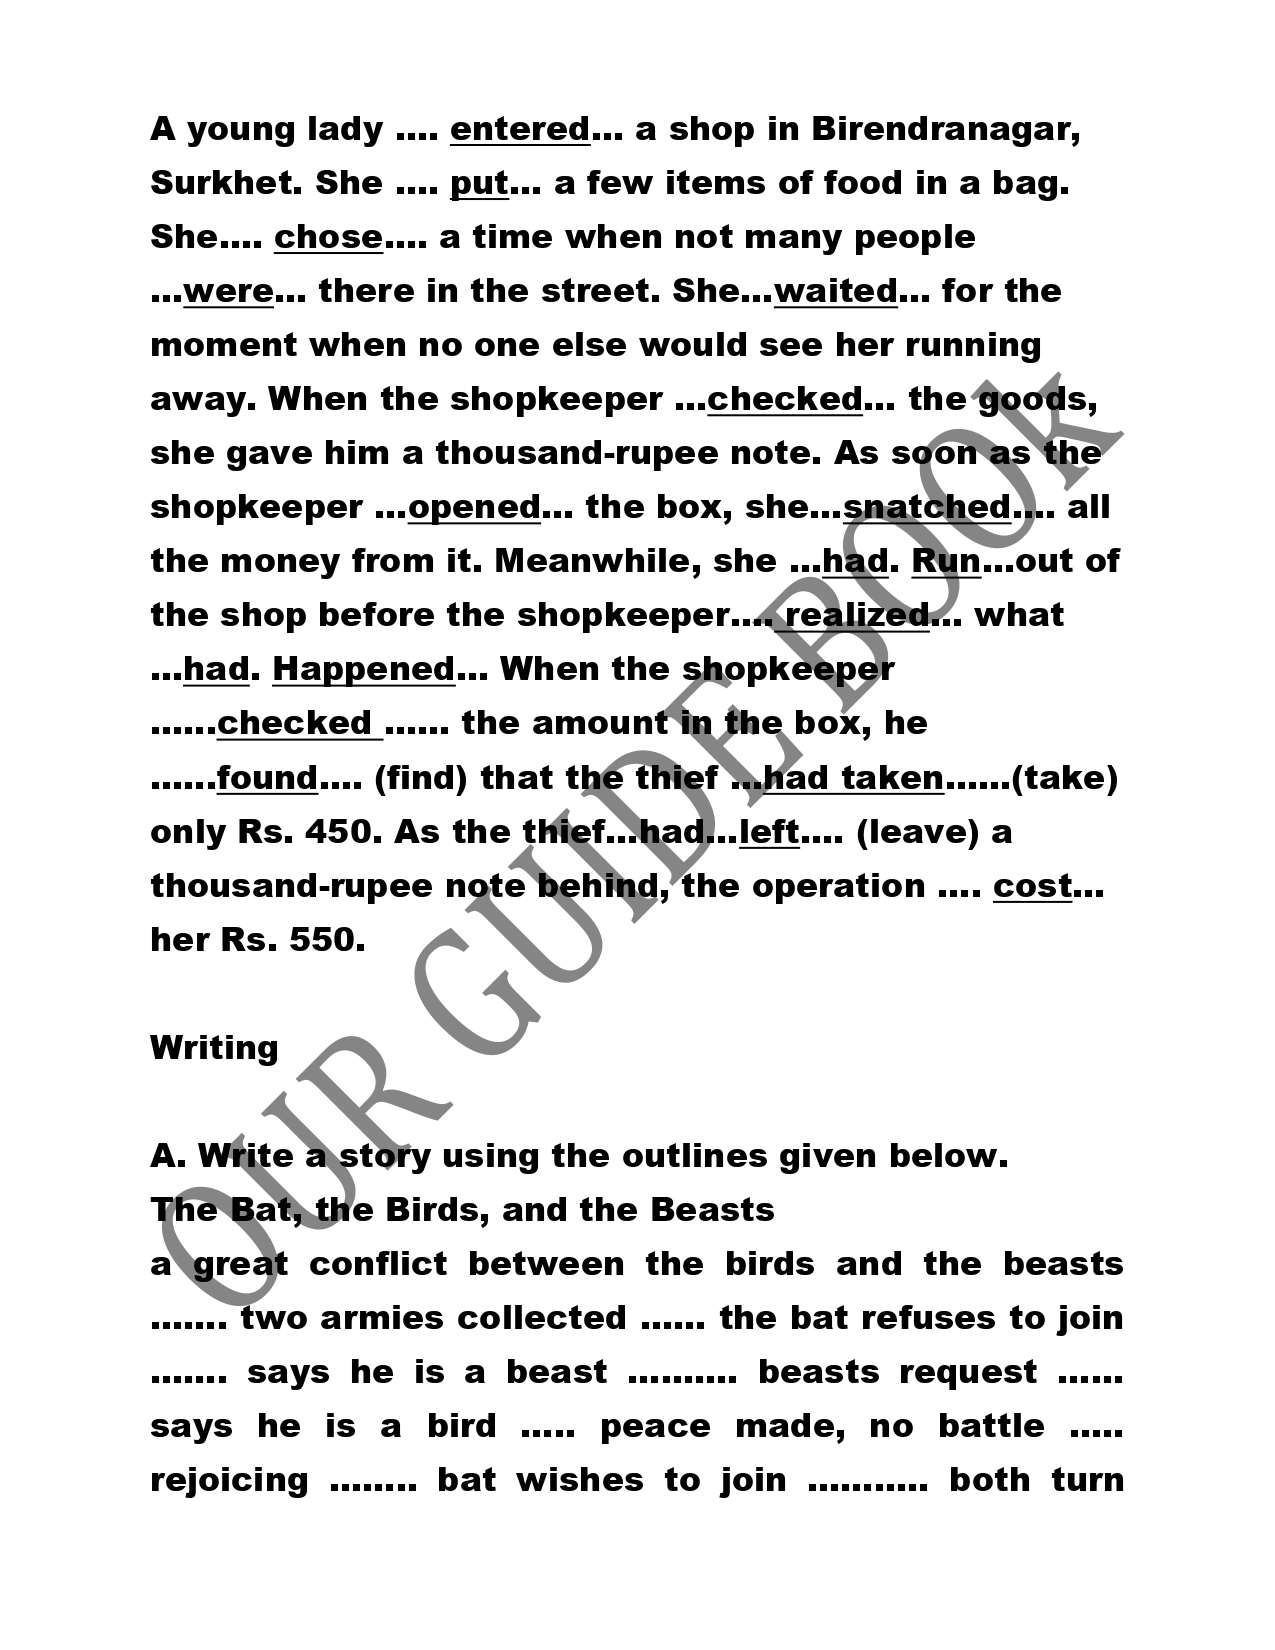 A young lady .... entered... a shop in Birendranagar,
Surkhet. She .... put... a few items of food in a bag.
She.... chose.... a time when not many people
...were... there in the street. She...waited... for the
moment when no one else would see her running
away. When the shopkeeper ...checked... the goods,
she gave him a thousand-rupee note. As soon as the
shopkeeper ...opened... the box, she...snatched.... all
the money from it. Meanwhile, she ...had. Run...out of
the shop before the shopkeeper.... realized... what
...had. Happened... When the shopkeeper
......checked ...... the amount in the box, he
......found.... (find) that the thief ...had taken......(take)
only Rs. 450. As the thief...had...left.... (leave) a
thousand-rupee note behind, the operation .... cost...
her Rs. 550.
Writing
A. Write a story using the outlines given below.
The Bat, the Birds, and the Beasts
a great conflict between the birds and the beasts
....... two armies collected ...... the bat refuses to join
....... says he is a beast .......... beasts request ......
says he is a bird ..... peace made, no battle .....
rejoicing ........ bat wishes to join ........... both turn
OUR GUIDE BOOk